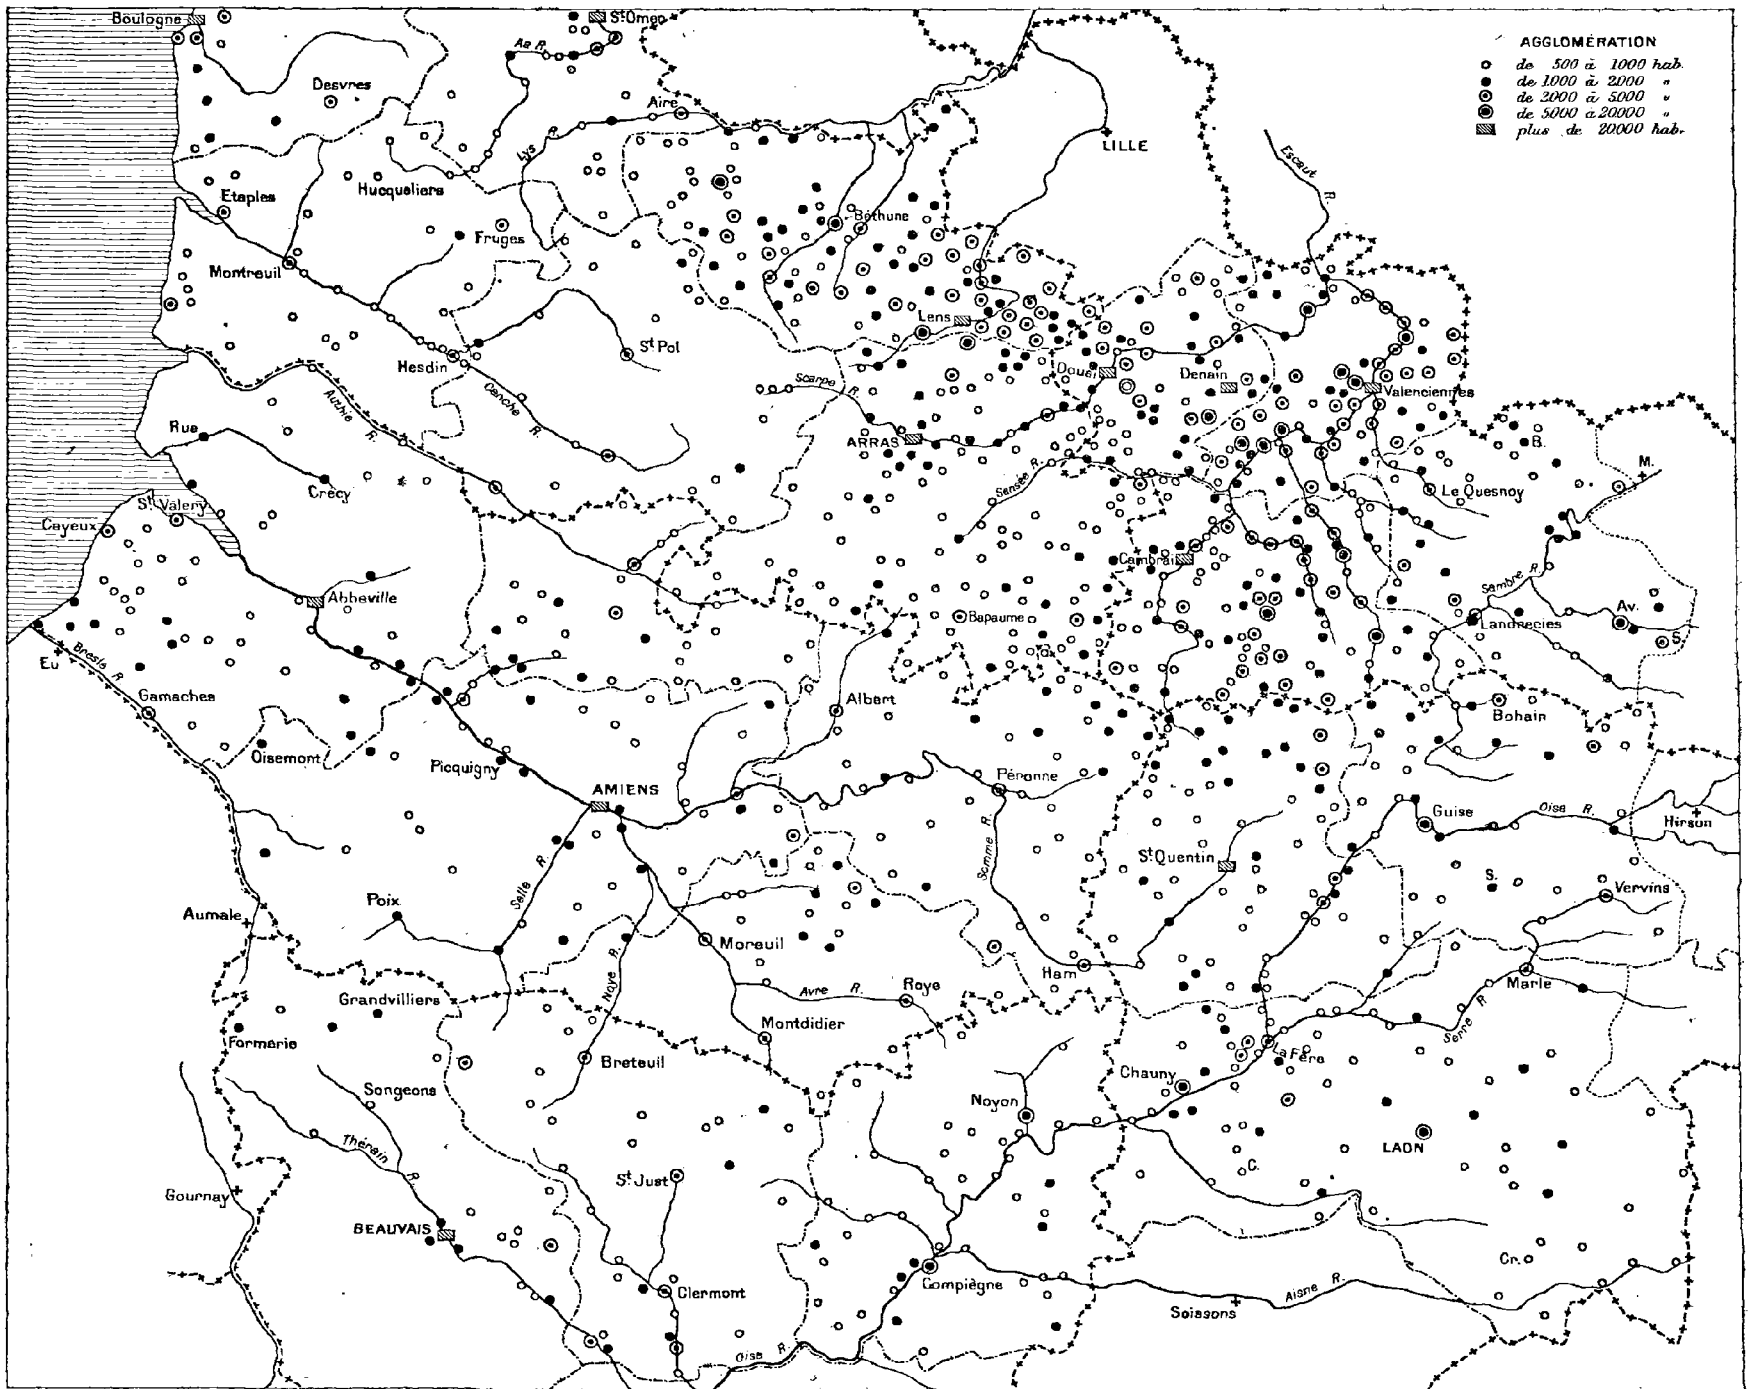 AGGLOMÉRATION
de 500 à 1000 hab.
de 1000 à 2000 "
de 2000 à 5000 "
de 5000 à 20000 "
plus de 20000 hab.
Boulogne
St Omer
Aa R.
Desvres
Aire
Lys R.
LILLE
Escaut R.
Etaples
Hucqueliers
Fruges
Béthune
Montreuil
Lens
Hesdin
St Pol
Canche R.
Authie R.
Scarpe R.
Douai
Denain
Valenciennes
Rue
Crécy
ARRAS
Sensée R.
B.
M.
Le Quesnoy
St Valery
Cayeux
Cambrai
Sambre R.
Abbeville
Bapaume
Landrecies
Av.
S.
Eu
Bresle R.
Gamaches
Albert
Bohain
Oisemont
Picquigny
AMIENS
Péronne
Guise
Oise R.
Hirson
Somme R.
St Quentin
S.
Vervins
Selle R.
Poix
Aumale
Moreuil
Noye R.
Ham
Marle
Grandvilliers
Avre R.
Roye
Formerie
Montdidier
Serre R.
La Fère
Breteuil
Chauny
Songeons
Noyon
Thérain R.
LAON
C.
St Just
Gournay
BEAUVAIS
Cr.
Clermont
Compiègne
Soissons
Aisne R.
Oise R.